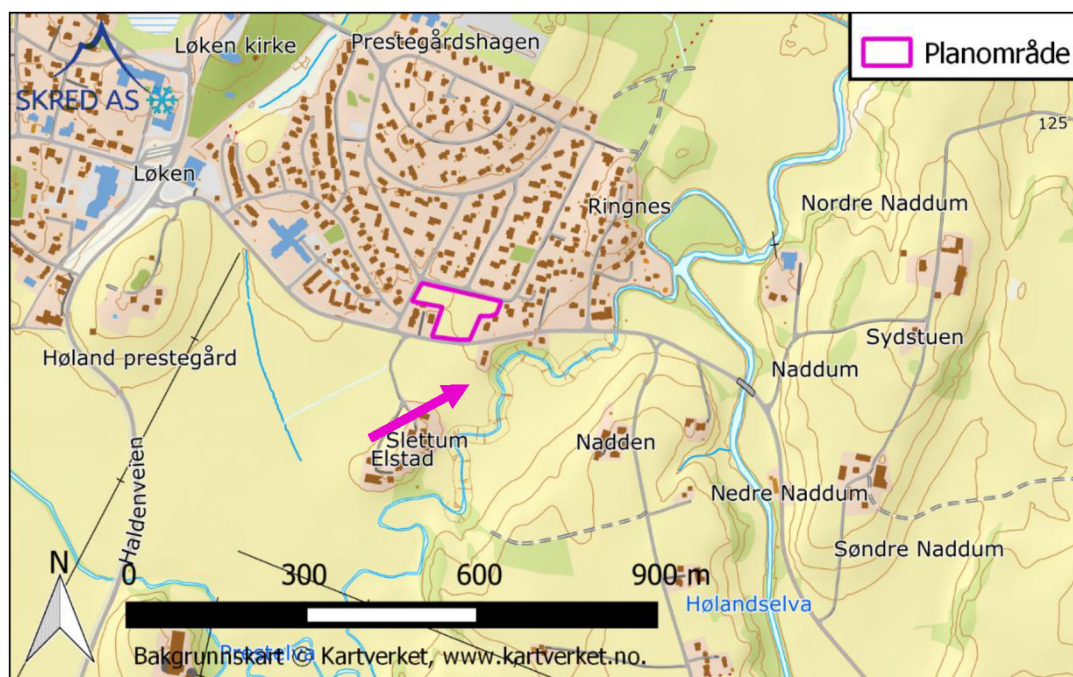 Løken kirke
Prestegårdshagen
Planområde
SKRED AS
125
Løken
Ringnes
Nordre Naddum
Høland prestegård
Sydstuen
Naddum
Slettum
Elstad
Nadden
Haldenveien
Nedre Naddum
Søndre Naddum
N
0 300 600 900 m
Hølandselva
Prestelva
Bakgrunnskart © Kartverket, www.kartverket.no.